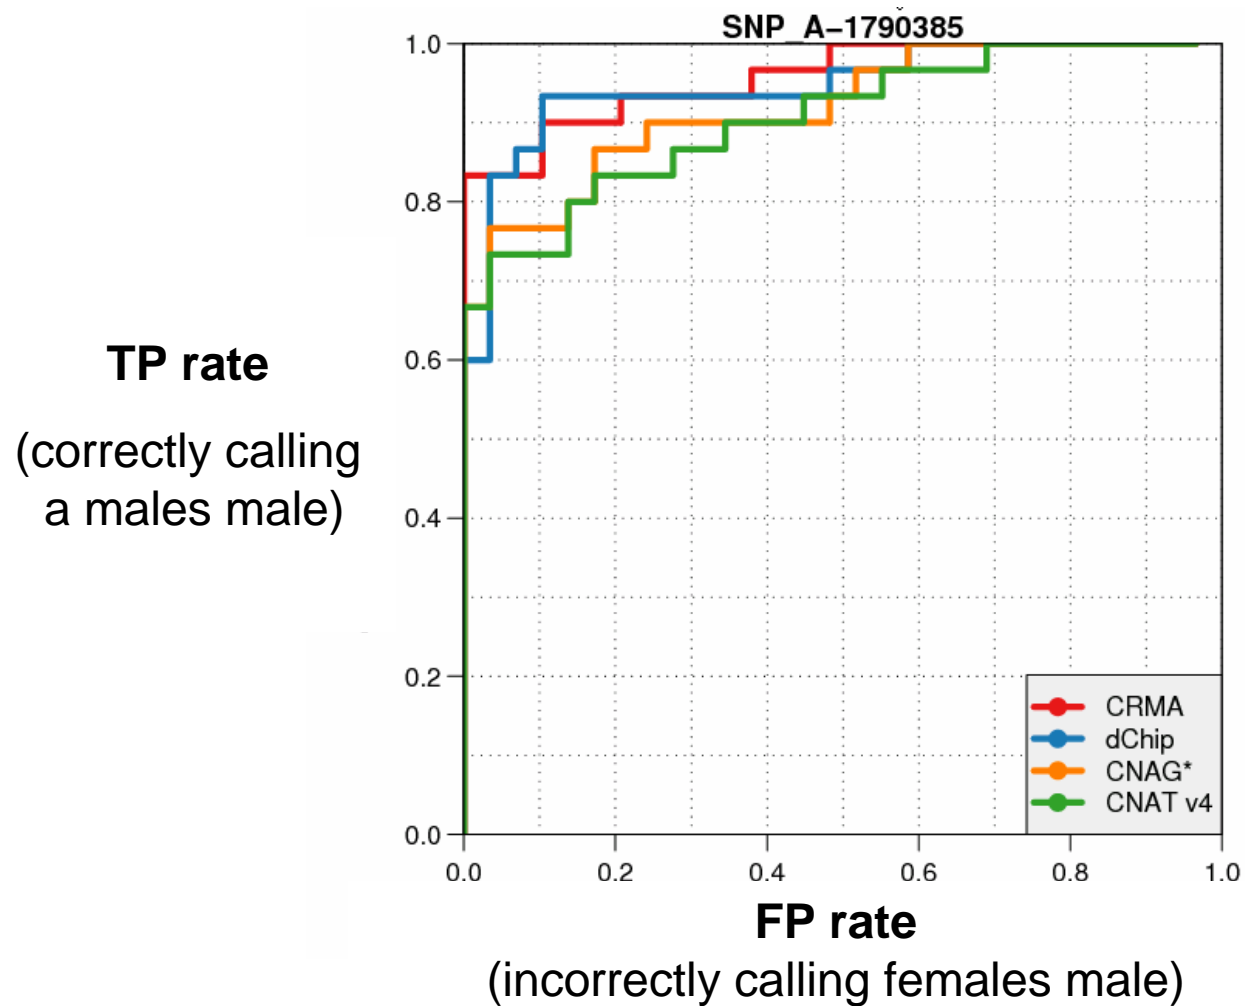 SNP_A−1790385
1.0
0.8
0.6
0.4
0.2
0.0
TP rate
(correctly calling
a males male)
CRMA
dChip
CNAG*
CNAT v4
0.0 0.2 0.4 0.6 0.8 1.0
FP rate
(incorrectly calling females male)